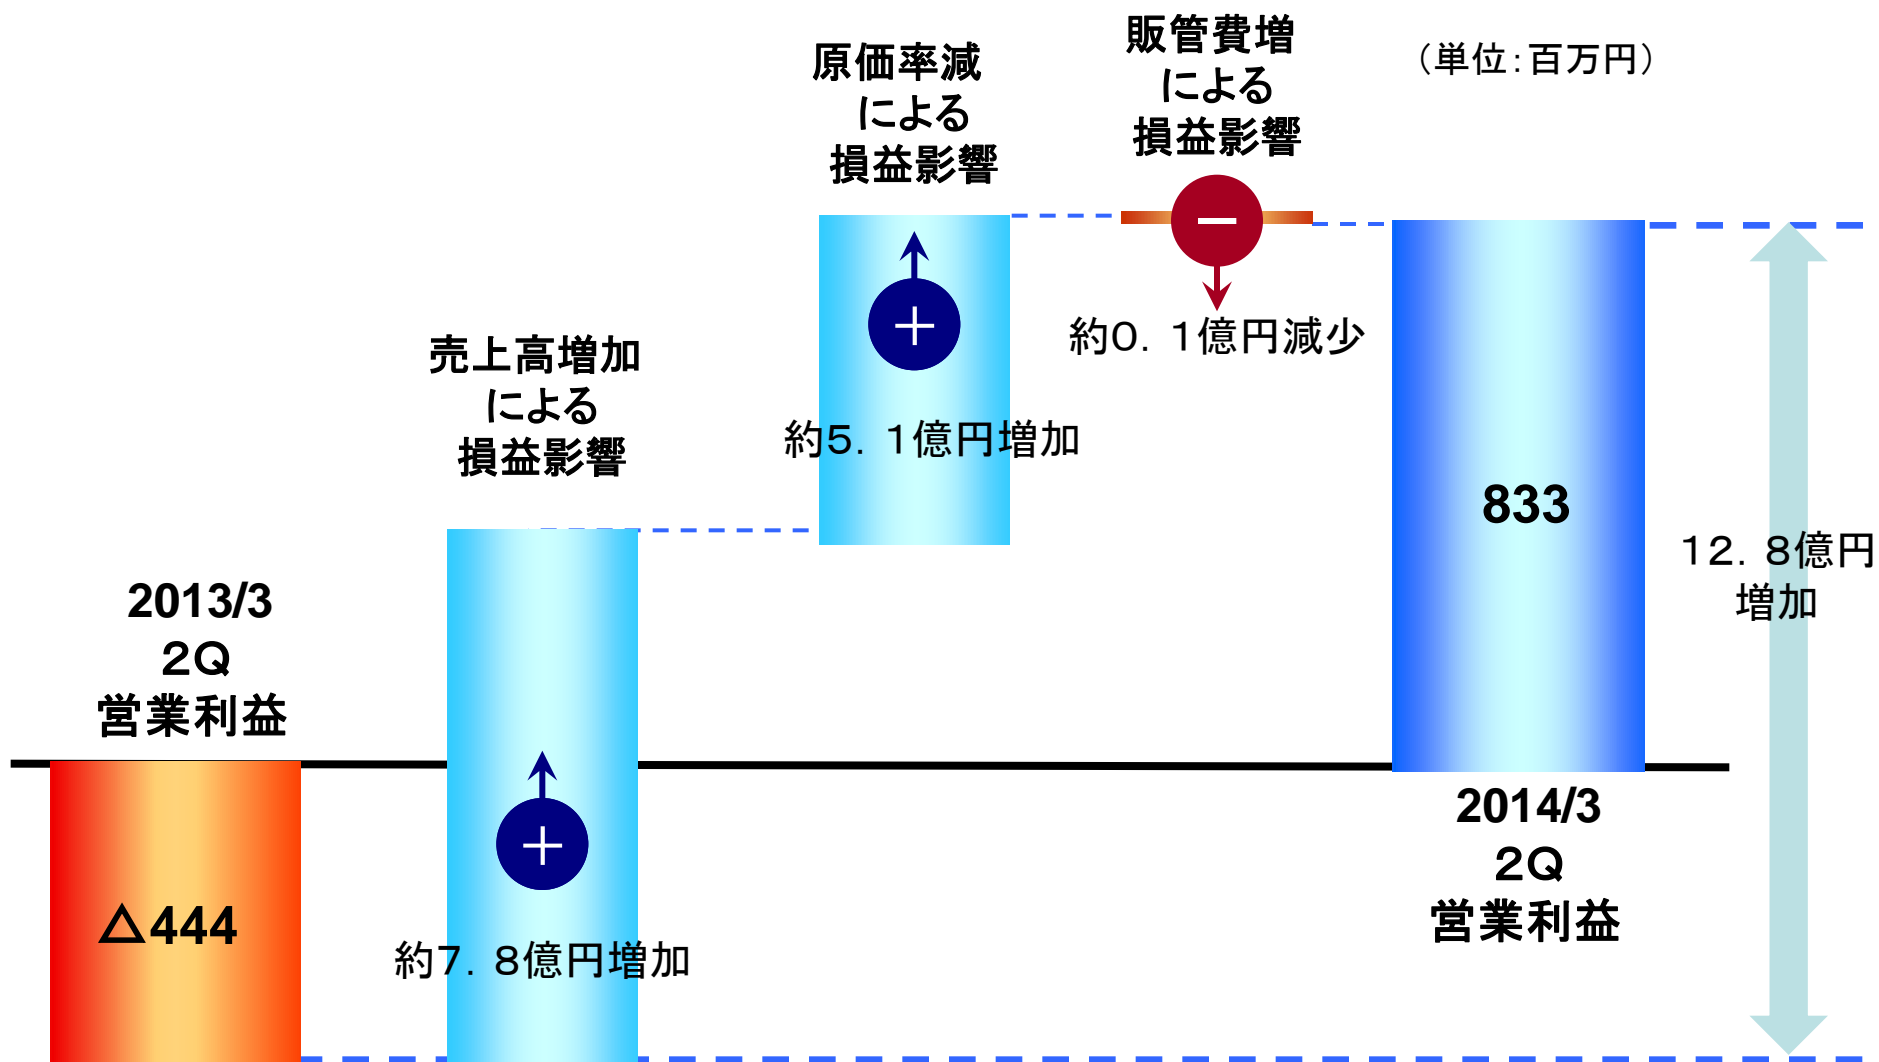 (単位:百万円)
2013/3
2Q
営業利益
△444
売上高増加
による
損益影響
+
約7.8億円増加
原価率減
による
損益影響
+
約5.1億円増加
販管費増
による
損益影響
−
約0.1億円減少
833
2014/3
2Q
営業利益
12.8億円
増加